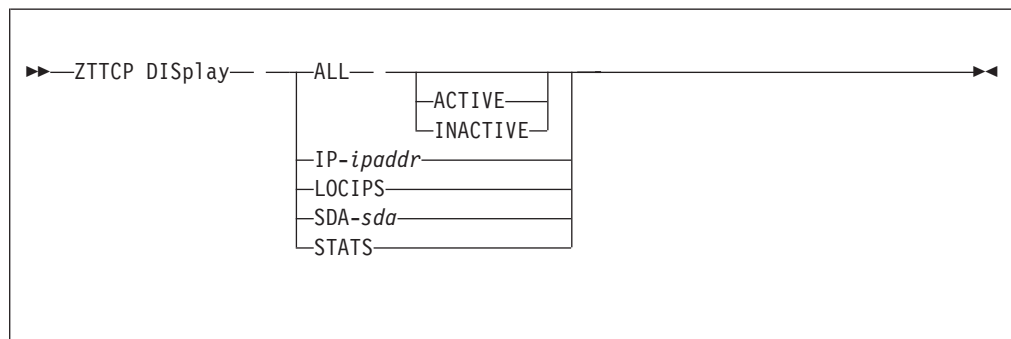 ZTTCP DISplay ALL
ACTIVE
INACTIVE
IP-ipaddr
LOCIPS
SDA-sda
STATS